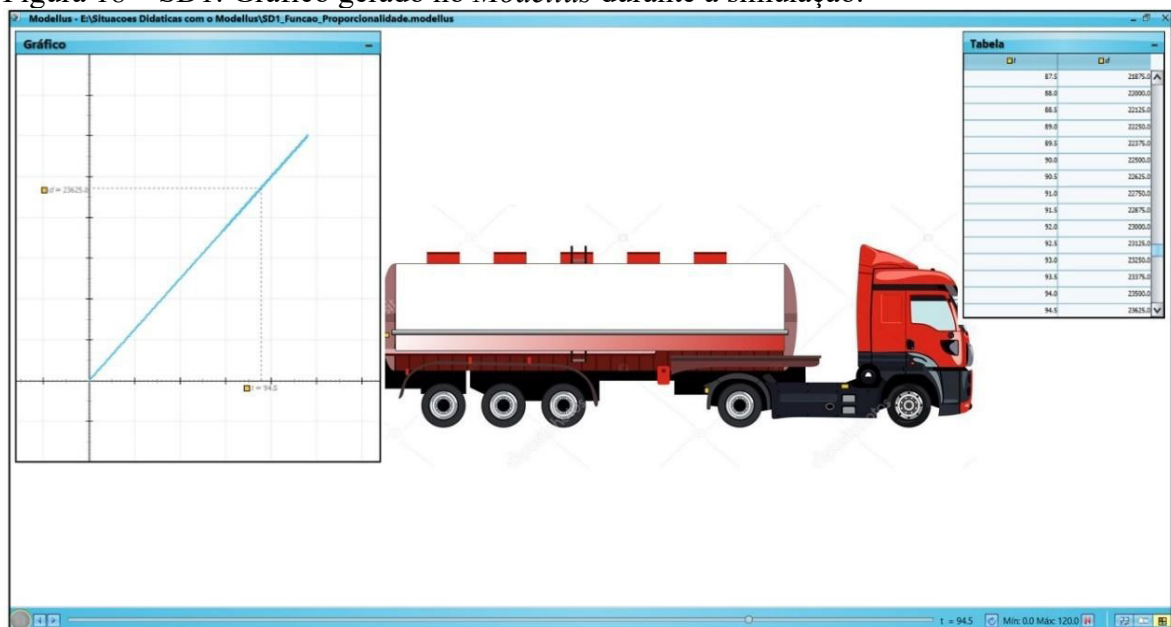 Figura 16 – SD1: Gráfico gerado no Modellus durante a simulação.
Modellus - E:\Situacoes Didaticas com o Modellus\SD1_Funcao_Proporcionalidade.modellus
Gráfico
d = 23625.0
t = 94.5
Tabela
t d
87.5 21875.0
88.0 22000.0
88.5 22125.0
89.0 22250.0
89.5 22375.0
90.0 22500.0
90.5 22625.0
91.0 22750.0
91.5 22875.0
92.0 23000.0
92.5 23125.0
93.0 23250.0
93.5 23375.0
94.0 23500.0
94.5 23625.0
t = 94.5 Mín: 0.0 Máx: 120.0